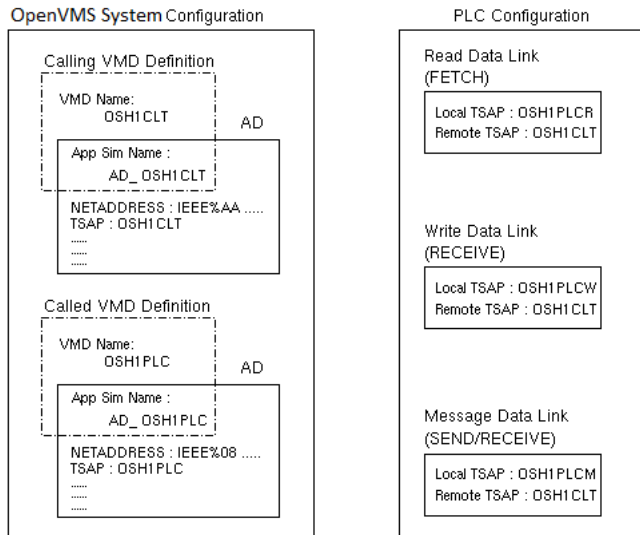 OpenVMS System Configuration
Calling VMD Definition
VMD Name:
OSH1CLT
AD
App Sim Name :
AD_ OSH1CLT
NETADDRESS : IEEE%AA .....
TSAP : OSH1CLT
......
......
......
Called VMD Definition
VMD Name:
OSH1PLC
AD
App Sim Name :
AD_ OSH1PLC
NETADDRESS : IEEE%08 .....
TSAP : OSH1PLC
......
......
......
PLC Configuration
Read Data Link
(FETCH)
Local TSAP : OSH1PLCR
Remote TSAP : OSH1CLT
Write Data Link
(RECEIVE)
Local TSAP : OSH1PLCW
Remote TSAP : OSH1CLT
Message Data Link
(SEND/RECEIVE)
Local TSAP : OSH1PLCM
Remote TSAP : OSH1CLT